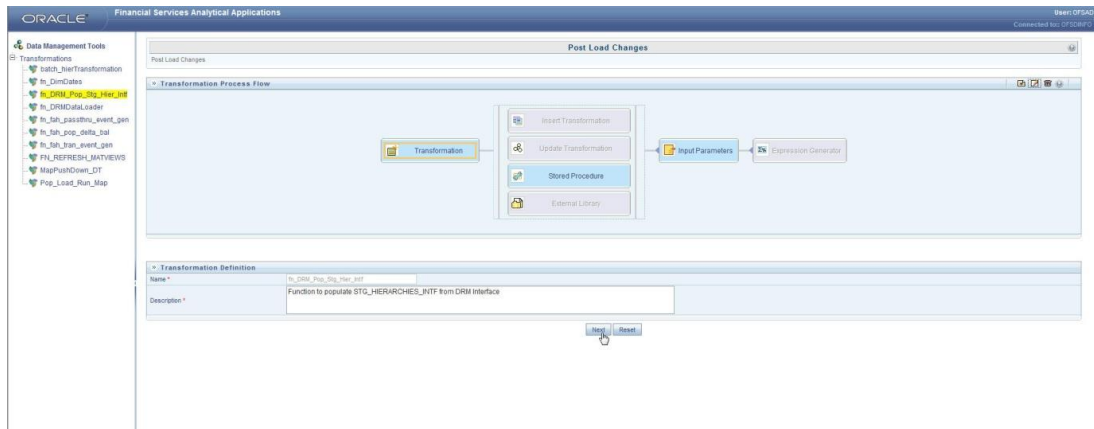 ORACLE
Financial Services Analytical Applications
User: OFSAD
Connected to: OFSDINFO
Data Management Tools
Transformations
batch_hierTransformation
fn_DimDates
fn_DRM_Pop_Stg_Hier_Intf
fn_DRMDataLoader
fn_fah_passthru_event_gen
fn_fah_pop_delta_bal
fn_fah_tran_event_gen
FN_REFRESH_MATVIEWS
MapPushDown_DT
Pop_Load_Run_Map
Post Load Changes
Post Load Changes
Transformation Process Flow
Transformation
Insert Transformation
Update Transformation
Stored Procedure
External Library
Input Parameters
Expression Generator
Transformation Definition
Name *
fn_DRM_Pop_Stg_Hier_Intf
Description *
Function to populate STG_HIERARCHIES_INTF from DRM interface
Next
Reset